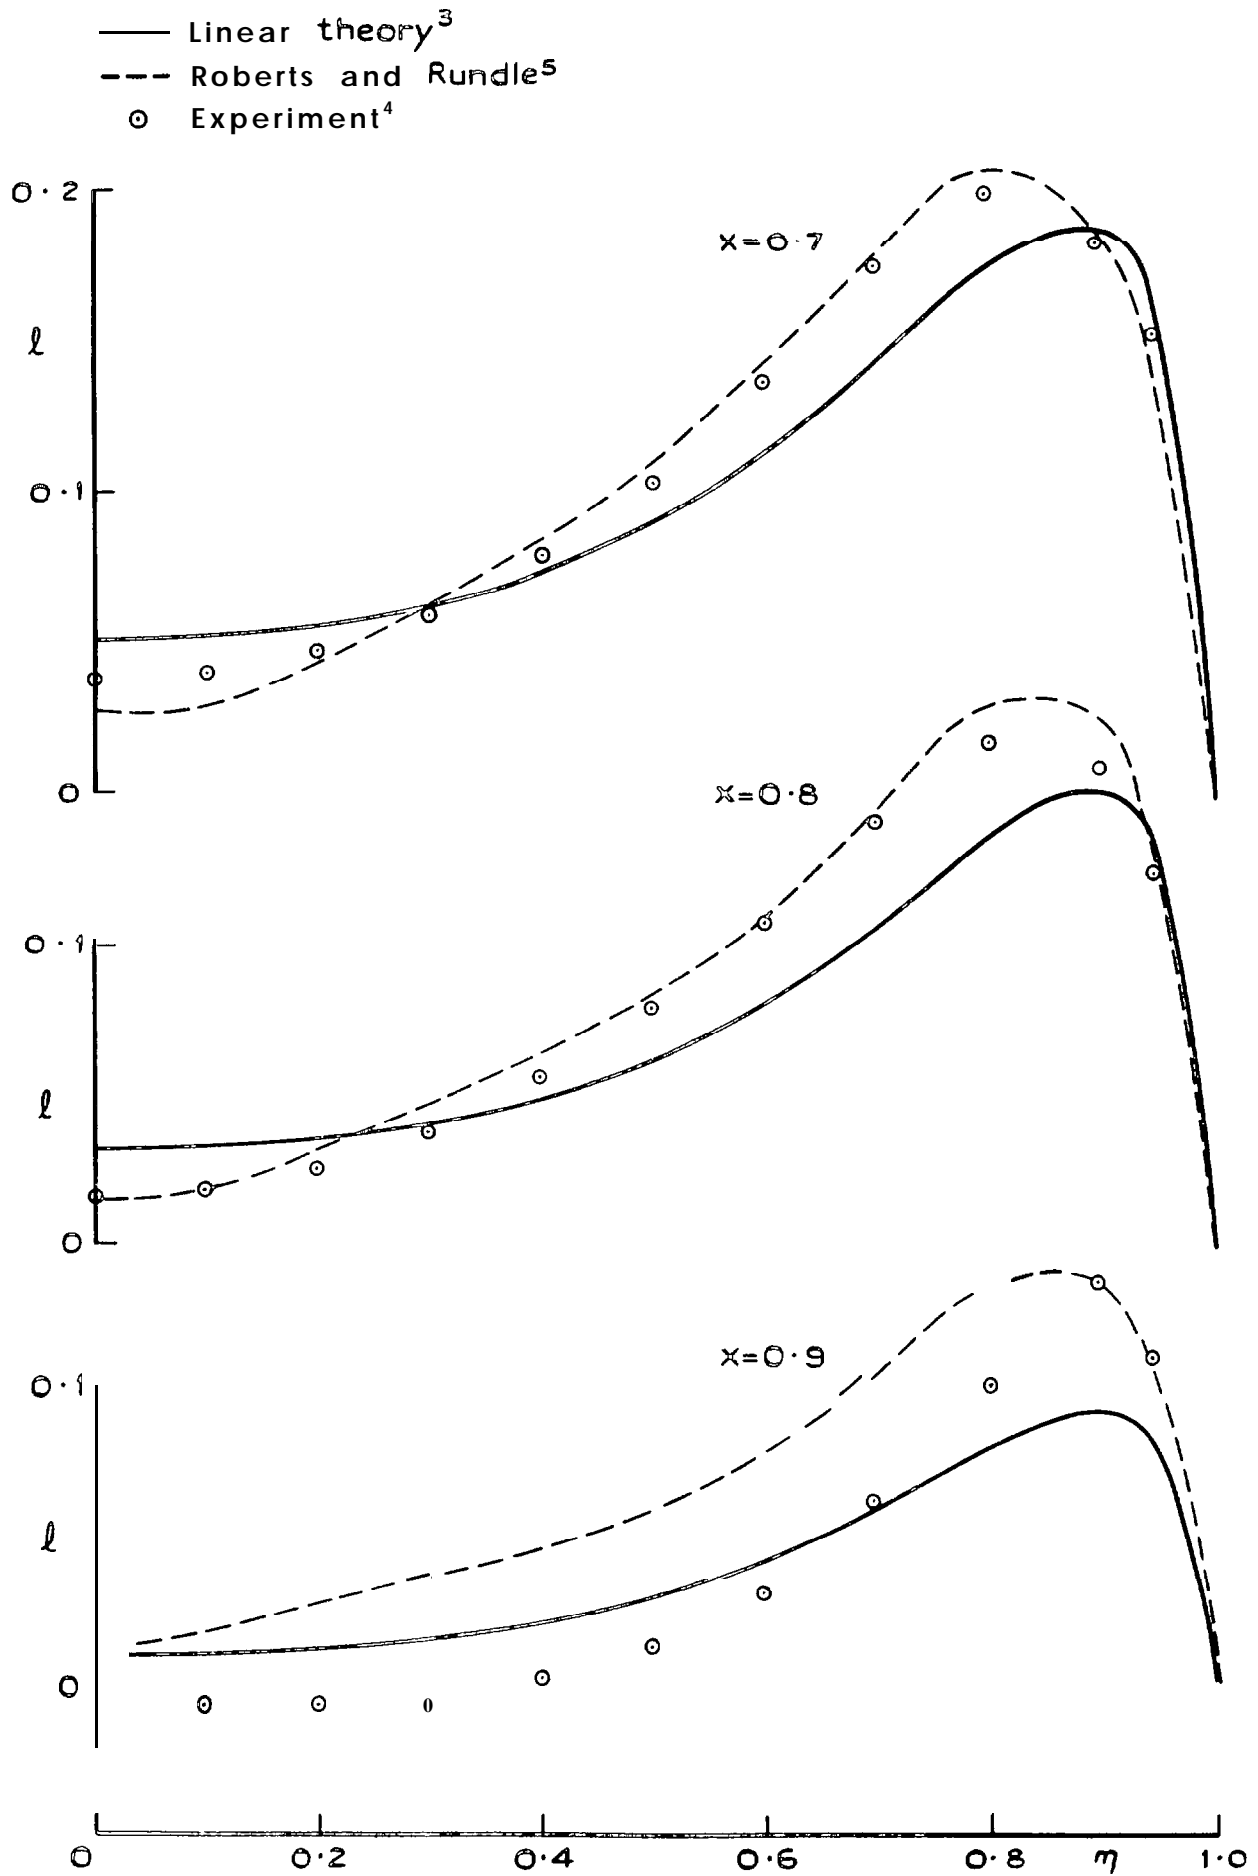 Linear theory³
Roberts and Rundle⁵
Experiment⁴
0.2
x=0.7
l
0.1
0
x=0.8
0.1
l
0
x=0.9
0.1
l
0
0 0.2 0.4 0.6 0.8 η 1.0